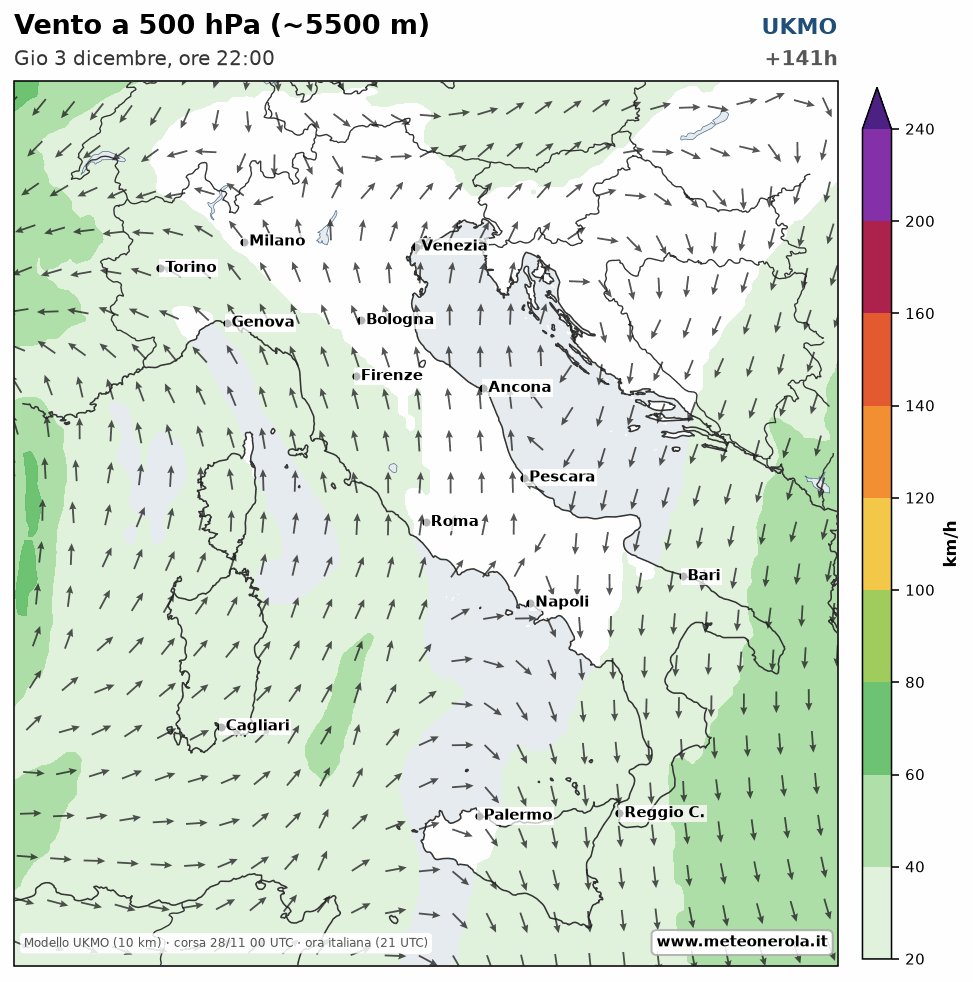 Vento a 500 hPa (~5500 m)
UKMO
Gio 3 dicembre, ore 22:00
+141h
Milano
Venezia
Torino
Genova
Bologna
Firenze
Ancona
Pescara
Roma
Bari
Napoli
Cagliari
Palermo
Reggio C.
240
200
160
140
120
100
80
60
40
20
km/h
Modello UKMO (10 km) · corsa 28/11 00 UTC · ora italiana (21 UTC)
www.meteonerola.it